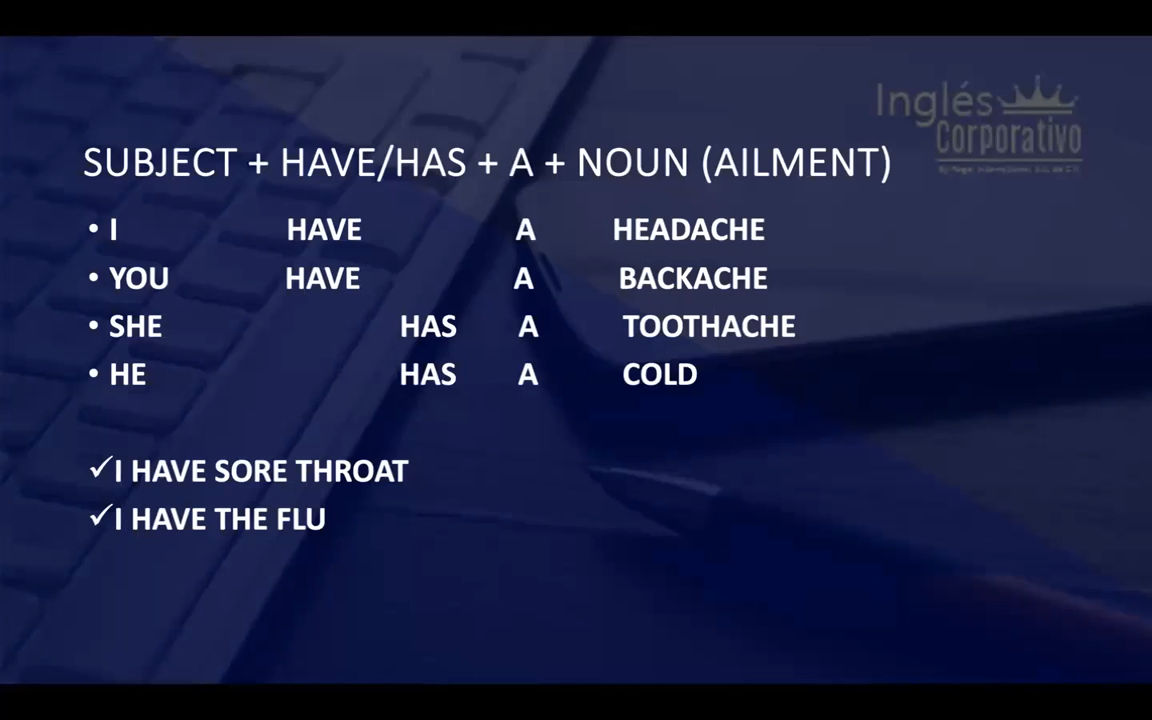 Inglés
Corporativo
SUBJECT + HAVE/HAS + A + NOUN (AILMENT)
• I HAVE A HEADACHE
• YOU HAVE A BACKACHE
• SHE HAS A TOOTHACHE
• HE HAS A COLD
✓I HAVE SORE THROAT
✓I HAVE THE FLU